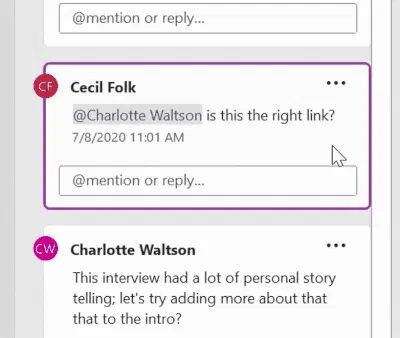 @mention or reply...
CF
Cecil Folk
@Charlotte Waltson is this the right link?
7/8/2020 11:01 AM
@mention or reply...
CW
Charlotte Waltson
This interview had a lot of personal story
telling; let's try adding more about that
that to the intro?